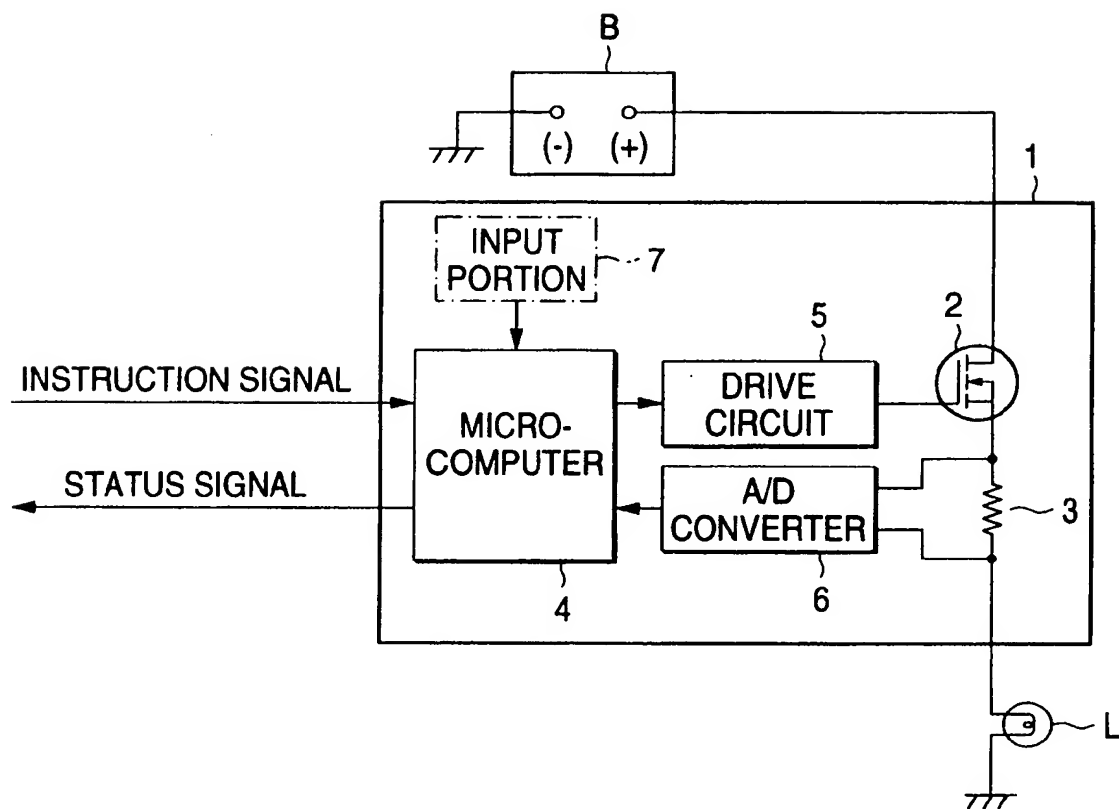 B
(-) (+)
1
INPUT
PORTION
7
2
5
INSTRUCTION SIGNAL
DRIVE
CIRCUIT
MICRO-
COMPUTER
STATUS SIGNAL
A/D
CONVERTER
3
4
6
L